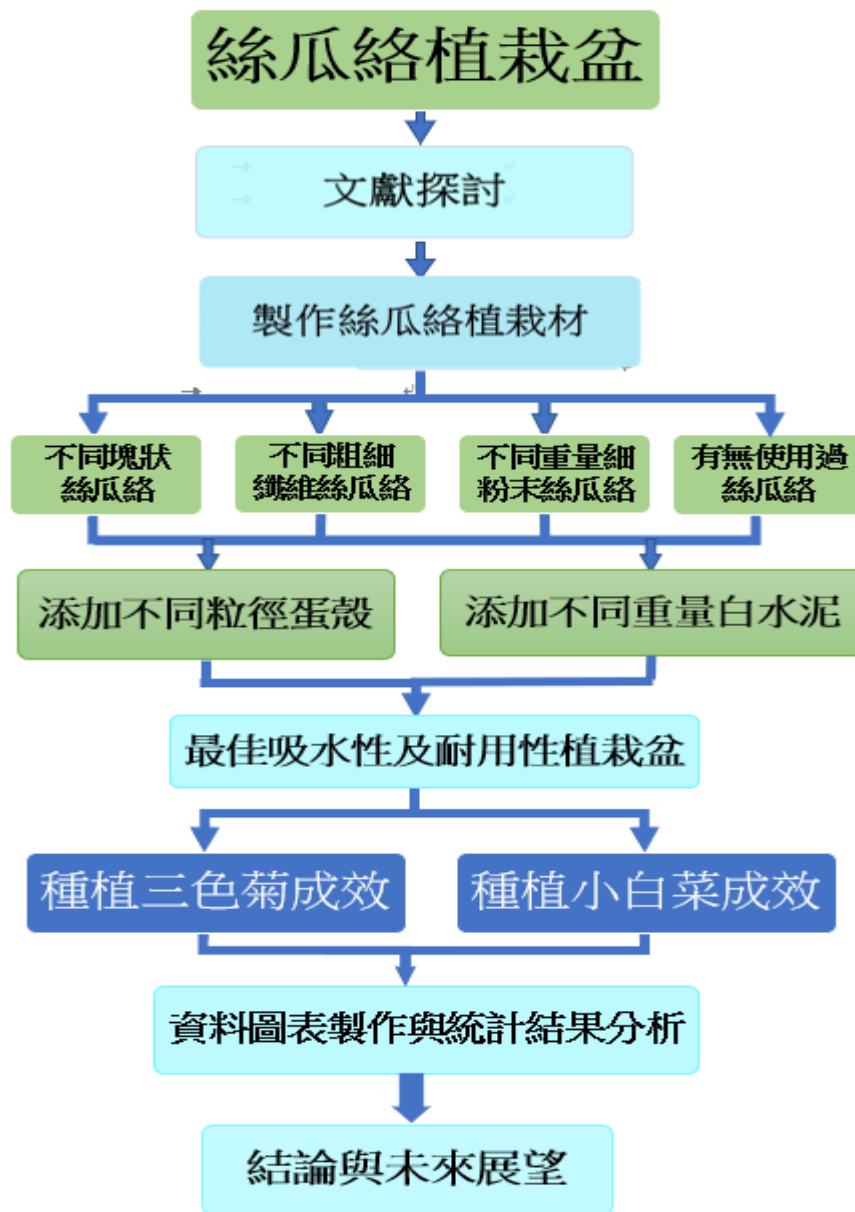 絲瓜絡植栽盆
文獻探討
製作絲瓜絡植栽材
不同塊狀
絲瓜絡
不同粗細
纖維絲瓜絡
不同重量細
粉末絲瓜絡
有無使用過
絲瓜絡
添加不同粒徑蛋殼
添加不同重量白水泥
最佳吸水性及耐用性植栽盆
種植三色菊成效
種植小白菜成效
資料圖表製作與統計結果分析
結論與未來展望